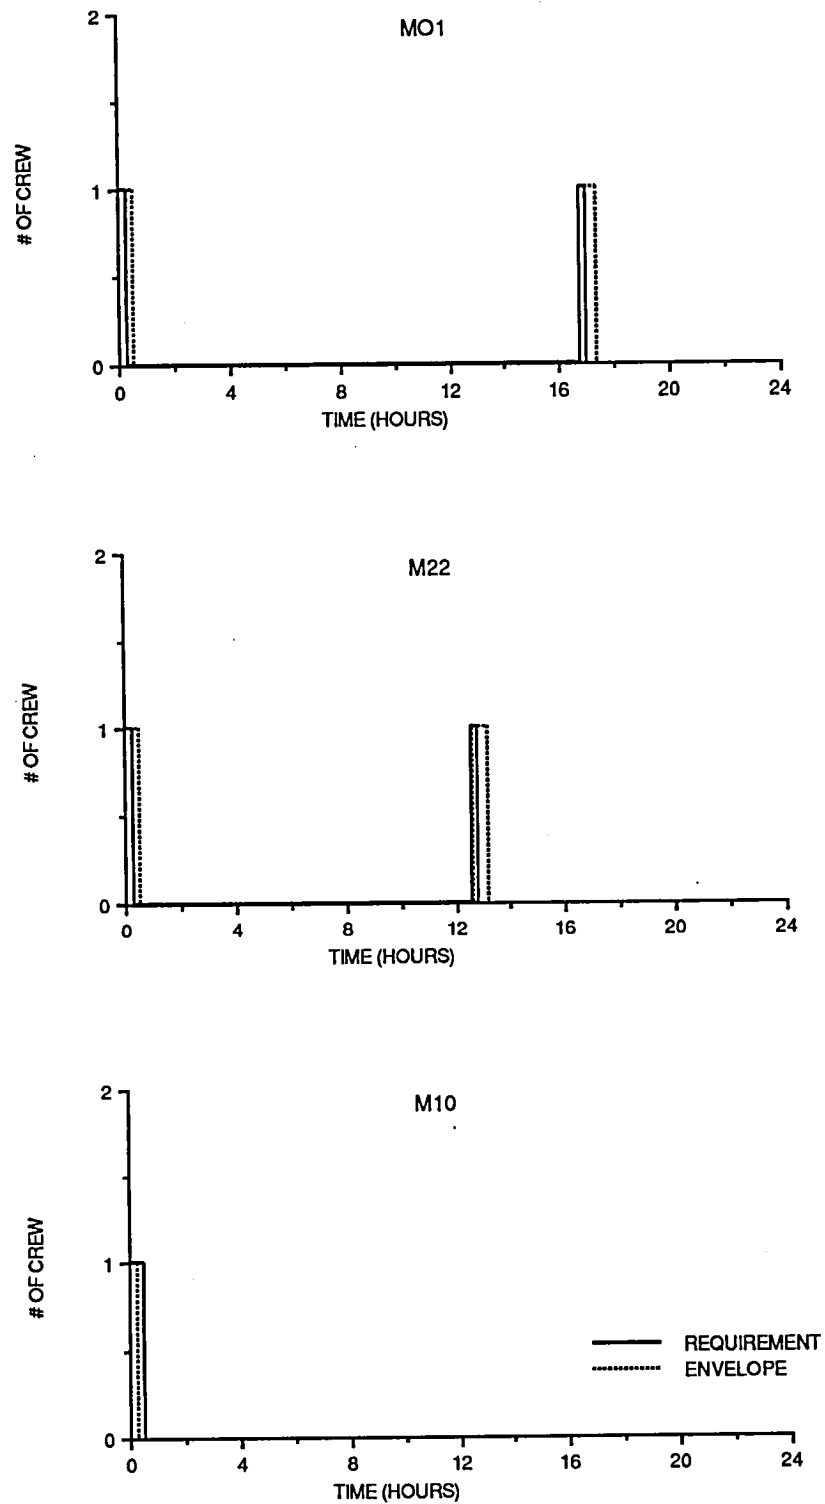 MO1
2
1
0
# OF CREW
0 4 8 12 16 20 24
TIME (HOURS)
M22
2
1
0
# OF CREW
0 4 8 12 16 20 24
TIME (HOURS)
M10
2
1
0
# OF CREW
REQUIREMENT
ENVELOPE
0 4 8 12 16 20 24
TIME (HOURS)